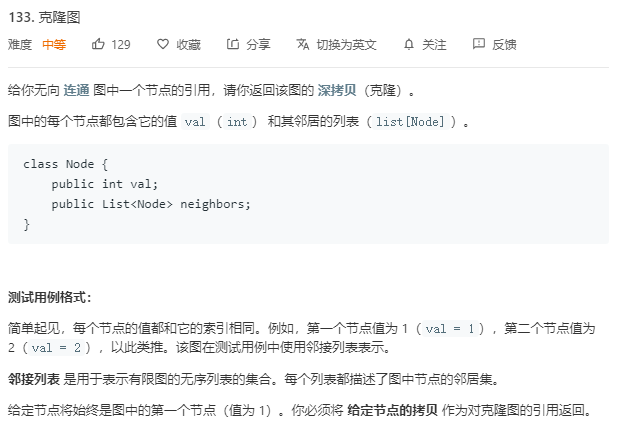 133. 克隆图
难度 中等 129 收藏 分享 切换为英文 关注 反馈
给你无向 连通 图中一个节点的引用，请你返回该图的 深拷贝（克隆）。
图中的每个节点都包含它的值 val（int） 和其邻居的列表（list[Node]）。
class Node {
    public int val;
    public List<Node> neighbors;
}
测试用例格式：
简单起见，每个节点的值都和它的索引相同。例如，第一个节点值为 1（val = 1），第二个节点值为
2（val = 2），以此类推。该图在测试用例中使用邻接列表表示。
邻接列表 是用于表示有限图的无序列表的集合。每个列表都描述了图中节点的邻居集。
给定节点将始终是图中的第一个节点（值为 1）。你必须将 给定节点的拷贝 作为对克隆图的引用返回。